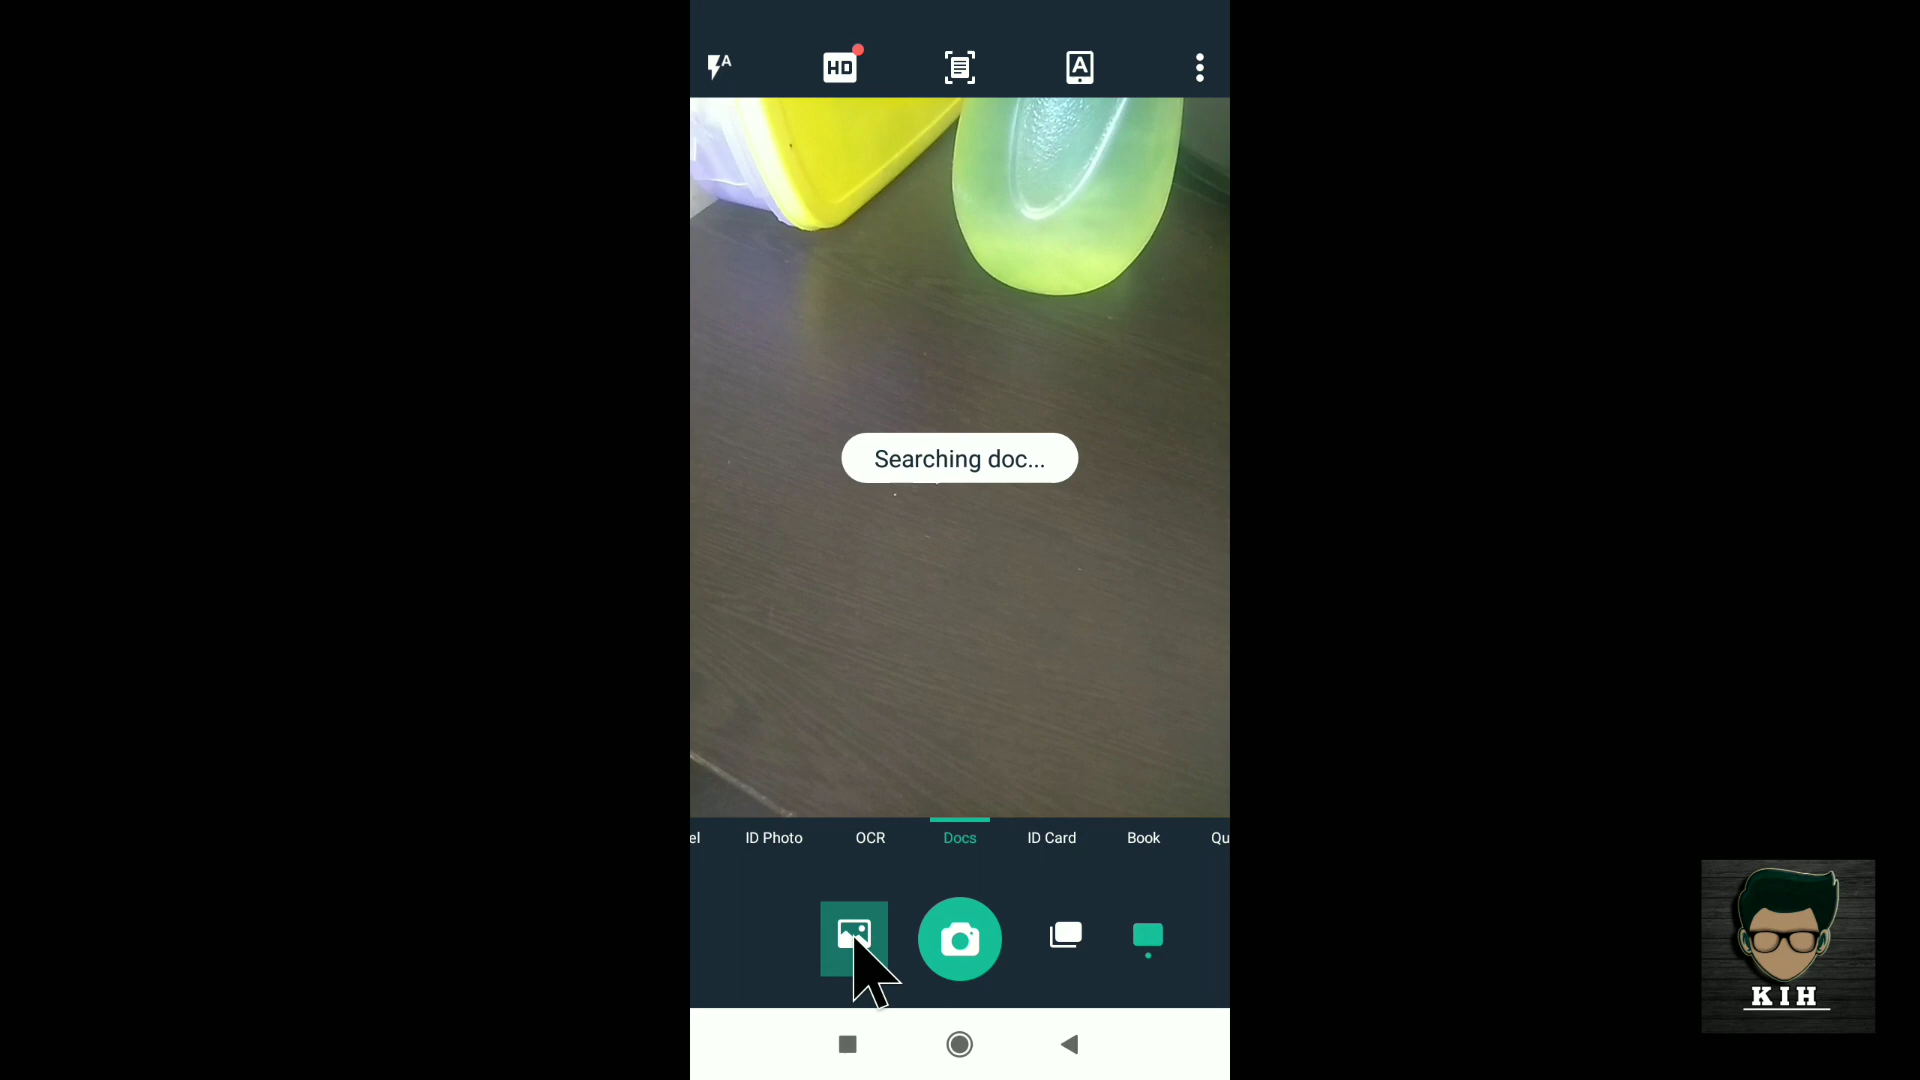 A
HD
A
Searching doc...
el ID Photo OCR Docs ID Card Book Qu
KIH